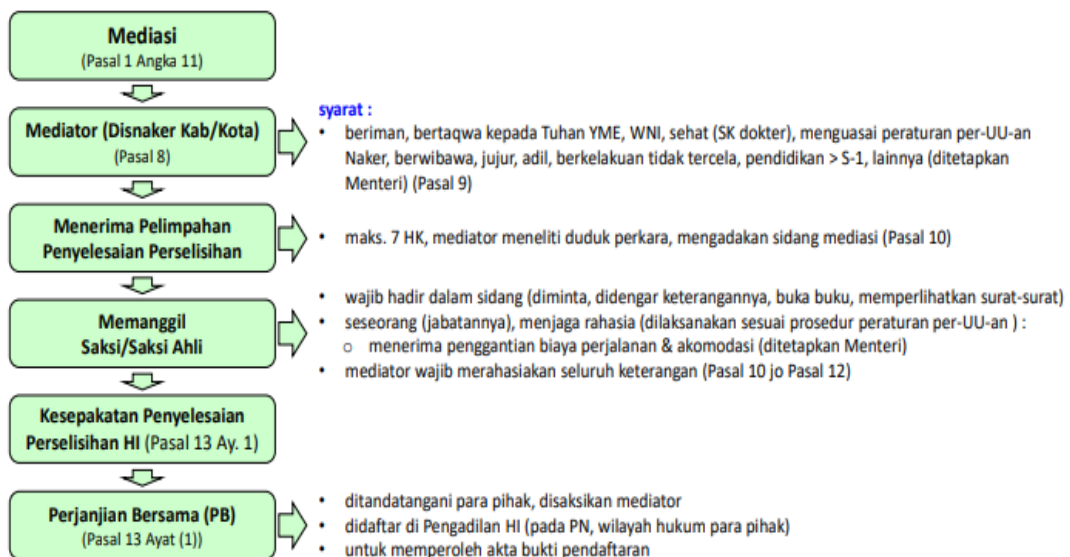 Mediasi
(Pasal 1 Angka 11)
Mediator (Disnaker Kab/Kota)
(Pasal 8)
syarat :
• beriman, bertaqwa kepada Tuhan YME, WNI, sehat (SK dokter), menguasai peraturan per-UU-an
Naker, berwibawa, jujur, adil, berkelakuan tidak tercela, pendidikan > S-1, lainnya (ditetapkan
Menteri) (Pasal 9)
Menerima Pelimpahan
Penyelesaian Perselisihan
• maks. 7 HK, mediator meneliti duduk perkara, mengadakan sidang mediasi (Pasal 10)
Memanggil
Saksi/Saksi Ahli
• wajib hadir dalam sidang (diminta, didengar keterangannya, buka buku, memperlihatkan surat-surat)
• seseorang (jabatannya), menjaga rahasia (dilaksanakan sesuai prosedur peraturan per-UU-an ) :
o menerima penggantian biaya perjalanan & akomodasi (ditetapkan Menteri)
• mediator wajib merahasiakan seluruh keterangan (Pasal 10 jo Pasal 12)
Kesepakatan Penyelesaian
Perselisihan HI (Pasal 13 Ay. 1)
Perjanjian Bersama (PB)
(Pasal 13 Ayat (1))
• ditandatangani para pihak, disaksikan mediator
• didaftar di Pengadilan HI (pada PN, wilayah hukum para pihak)
• untuk memperoleh akta bukti pendaftaran